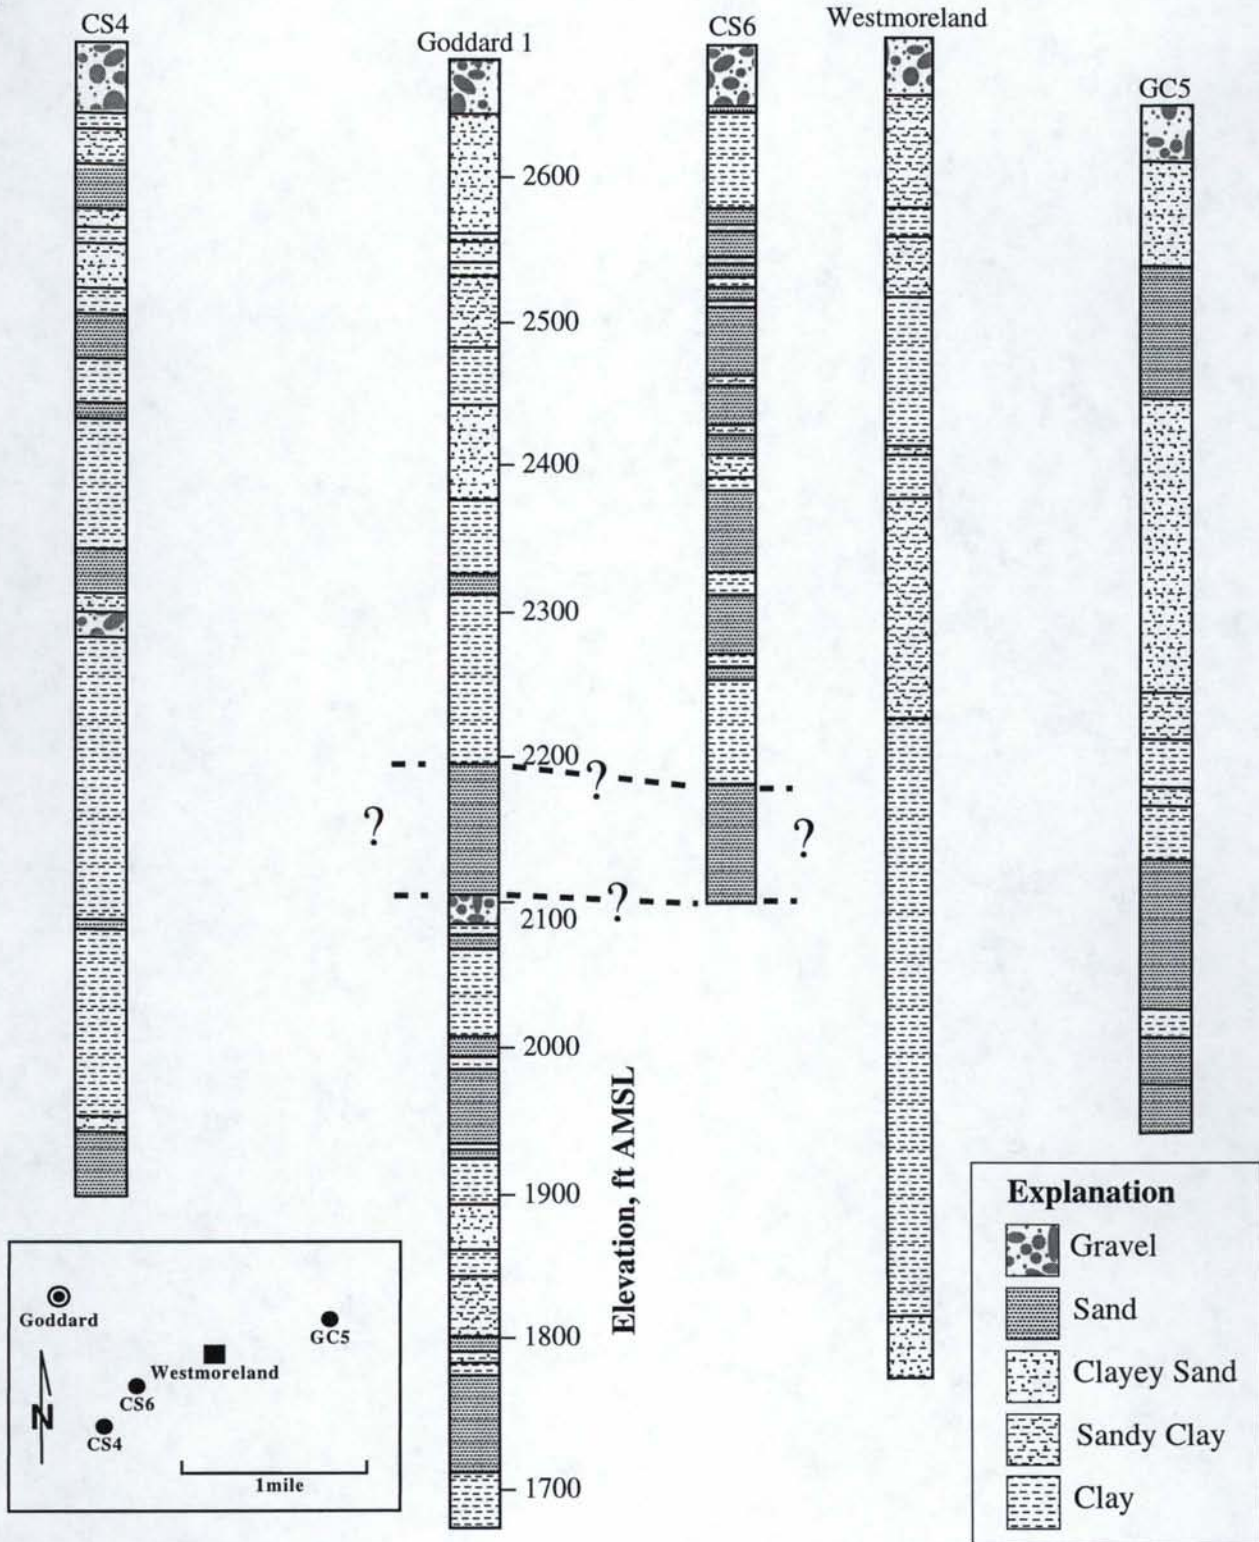 CS4
Goddard 1
CS6
Westmoreland
GC5
2600
2500
2400
2300
2200
2100
2000
1900
1800
1700
?
?
?
?
Elevation, ft AMSL
Goddard
GC5
Westmoreland
CS6
CS4
N
1mile
Explanation
Gravel
Sand
Clayey Sand
Sandy Clay
Clay